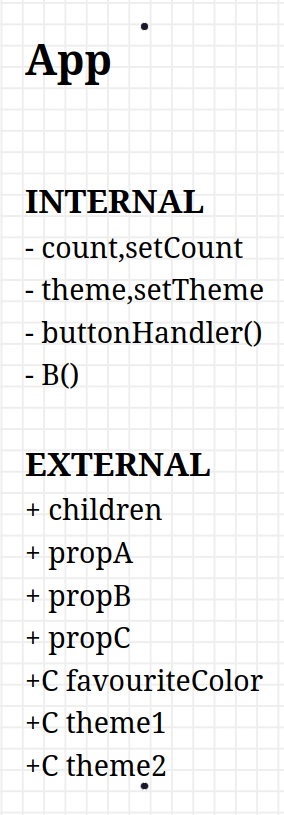 App
INTERNAL
- count,setCount
- theme,setTheme
- buttonHandler()
- B()
EXTERNAL
+ children
+ propA
+ propB
+ propC
+C favouriteColor
+C theme1
+C theme2